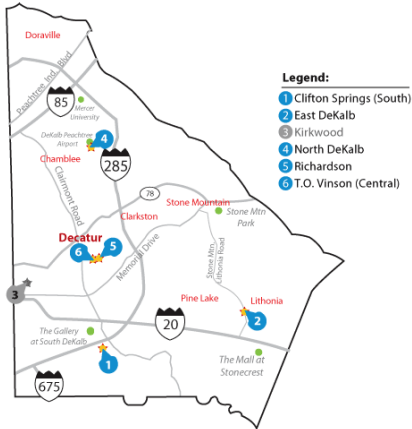 Doraville
Peachtree Ind. Blvd
85
Mercer
University
DeKalb Peachtree
Airport
4
Chamblee
285
Clairmont Road
78
Stone Mountain
Clarkston
Stone Mtn
Park
Decatur
6
5
Memorial Drive
Stone Mtn
Lithonia Road
3
Pine Lake
Lithonia
20
2
The Gallery
at South DeKalb
The Mall at
Stonecrest
1
675
Legend:
1 Clifton Springs (South)
2 East DeKalb
3 Kirkwood
4 North DeKalb
5 Richardson
6 T.O. Vinson (Central)